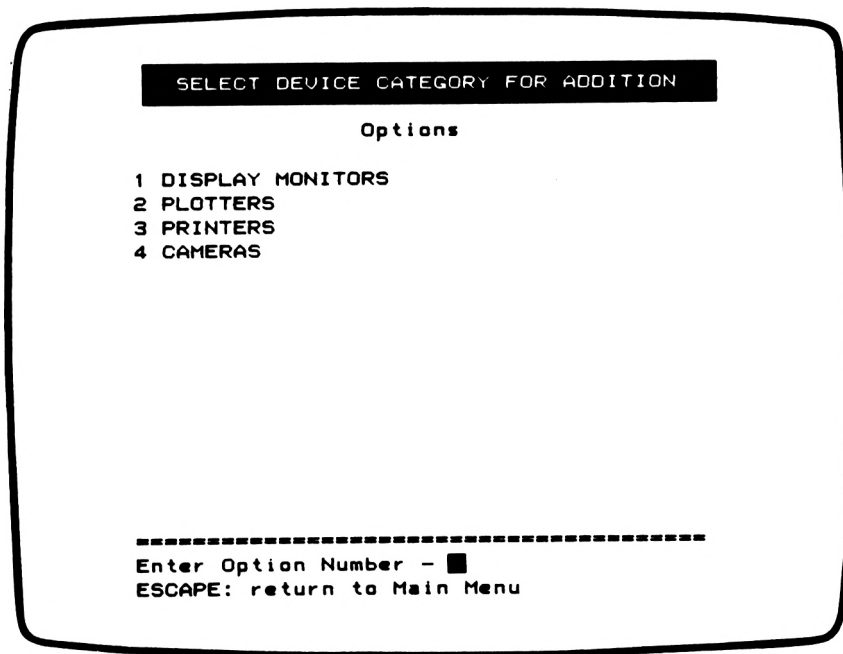 SELECT DEVICE CATEGORY FOR ADDITION
Options
1 DISPLAY MONITORS
2 PLOTTERS
3 PRINTERS
4 CAMERAS
========================================
Enter Option Number - 
ESCAPE: return to Main Menu